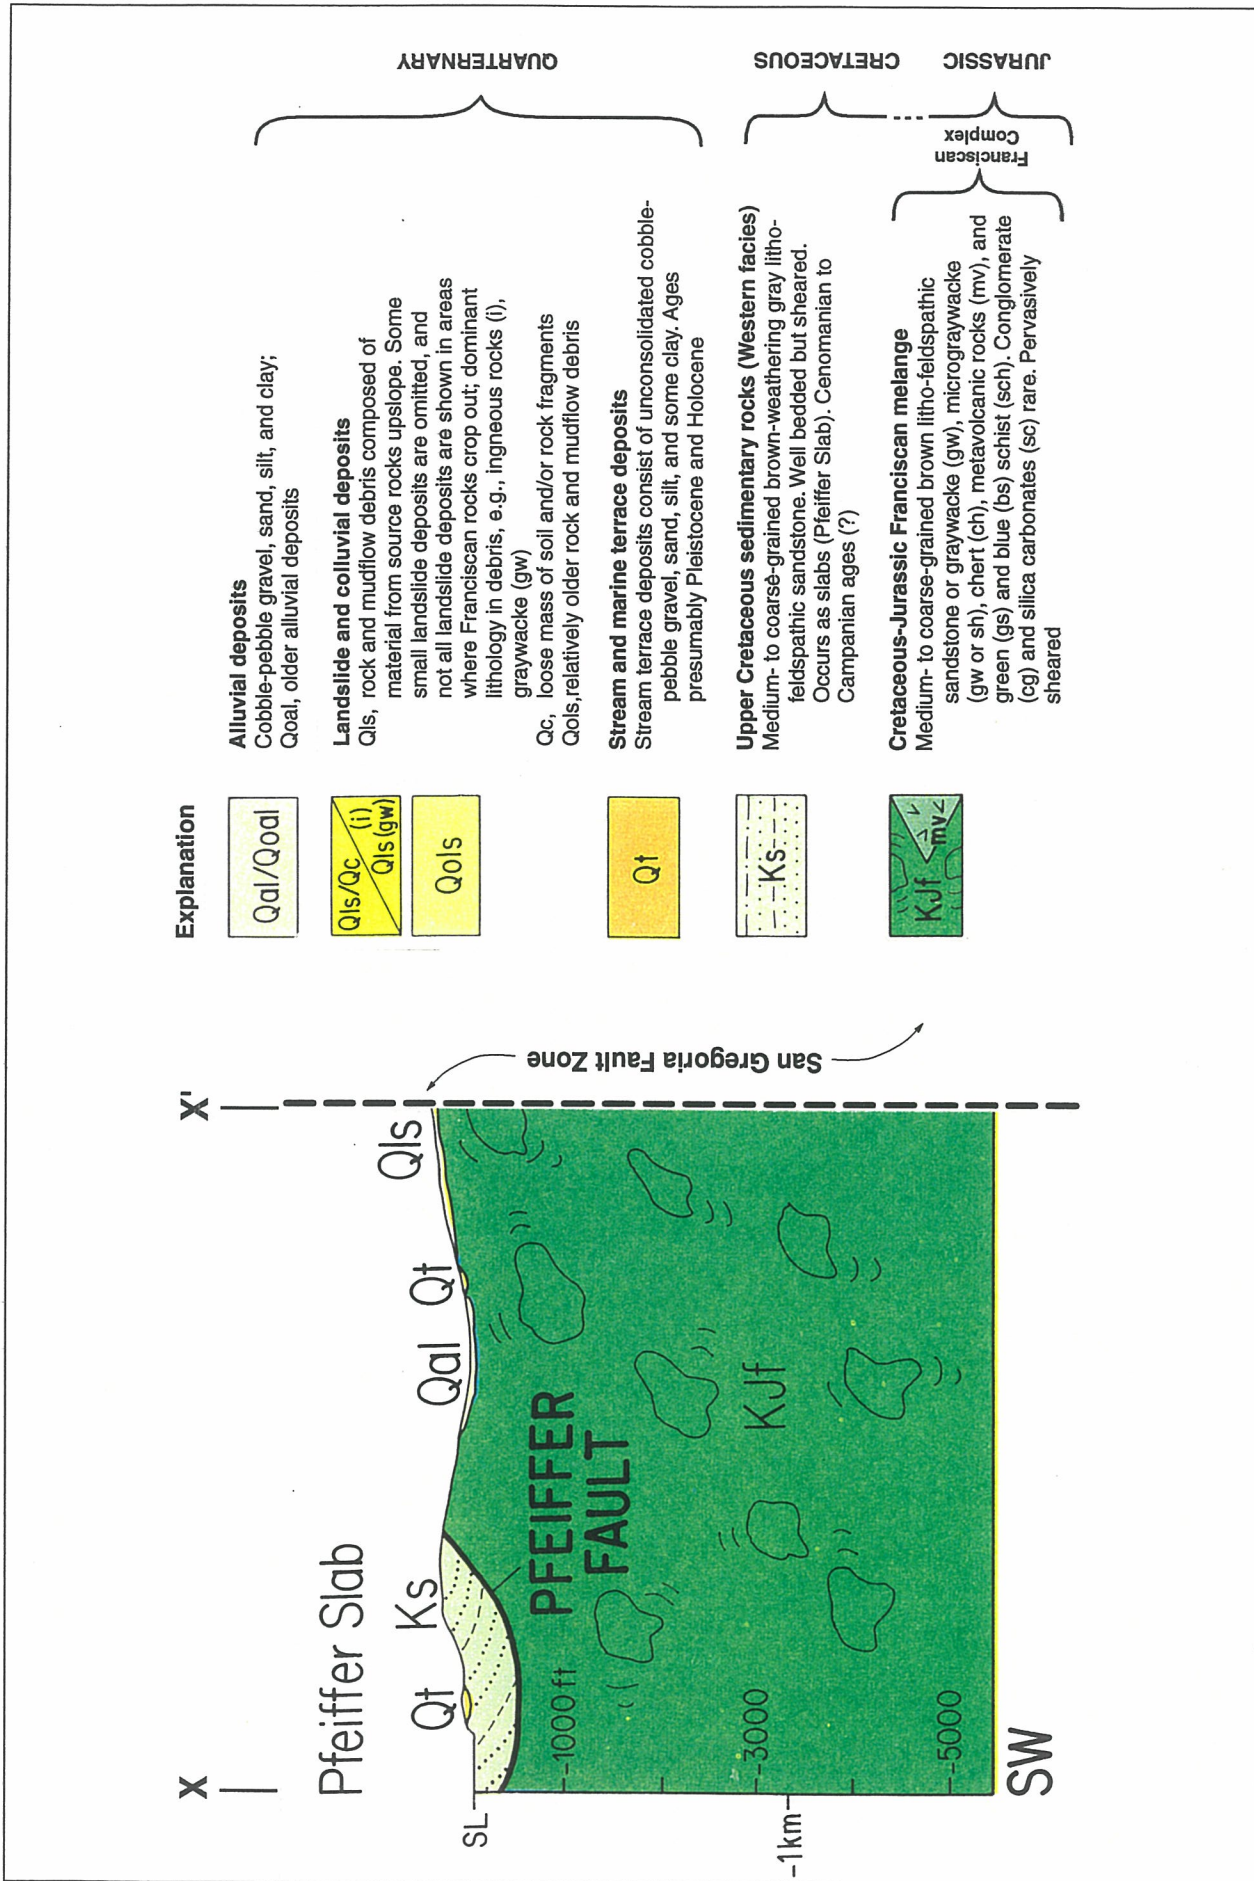 X
X'
Pfeiffer Slab
Qt
Ks
Qal
Qt
Qls
SL
-1km
-1000ft
-3000
-5000
PFEIFFER
FAULT
KJf
SW
San Gregoria Fault Zone
Explanation
Qal/Qoal
Alluvial deposits
Cobble-pebble gravel, sand, silt, and clay;
Qoal, older alluvial deposits
Qls/Qc
(i)
Qls (gw)
Qols
Landslide and colluvial deposits
Qls, rock and mudflow debris composed of
material from source rocks upslope. Some
small landslide deposits are omitted, and
not all landslide deposits are shown in areas
where Franciscan rocks crop out; dominant
lithology in debris, e.g., ingneous rocks (i),
graywacke (gw)
Qc, loose mass of soil and/or rock fragments
Qols,relatively older rock and mudflow debris
Qt
Stream and marine terrace deposits
Stream terrace deposits consist of unconsolidated cobble-
pebble gravel, sand, silt, and some clay. Ages
presumably Pleistocene and Holocene
QUARTERNARY
Ks
Upper Cretaceous sedimentary rocks (Western facies)
Medium- to coarse-grained brown-weathering gray litho-
feldspathic sandstone. Well bedded but sheared.
Occurs as slabs (Pfeiffer Slab). Cenomanian to
Campanian ages (?)
CRETACEOUS
KJf
mv
Cretaceous-Jurassic Franciscan melange
Medium- to coarse-grained brown litho-feldspathic
sandstone or graywacke (gw), micrograywacke
(gw or sh), chert (ch), metavolcanic rocks (mv), and
green (gs) and blue (bs) schist (sch). Conglomerate
(cg) and silica carbonates (sc) rare. Pervasively
sheared
Franciscan
Complex
JURASSIC